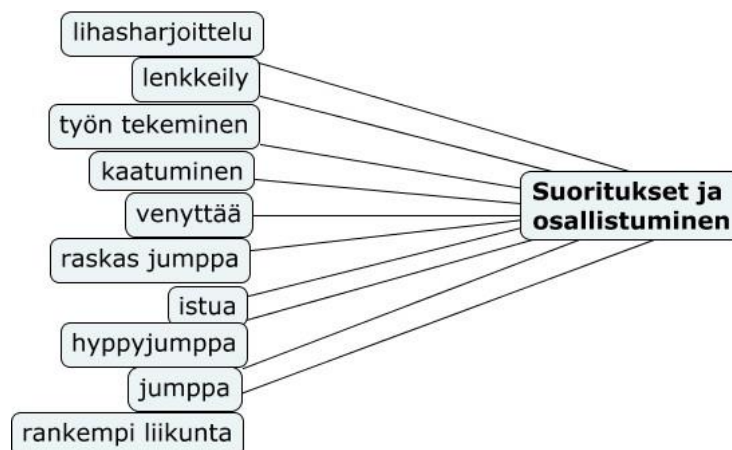 lihasharjoittelu
lenkkeily
työn tekeminen
kaatuminen
venyttää
raskas jumppa
istua
hyppyjumppa
jumppa
rankempi liikunta
Suoritukset ja
osallistuminen